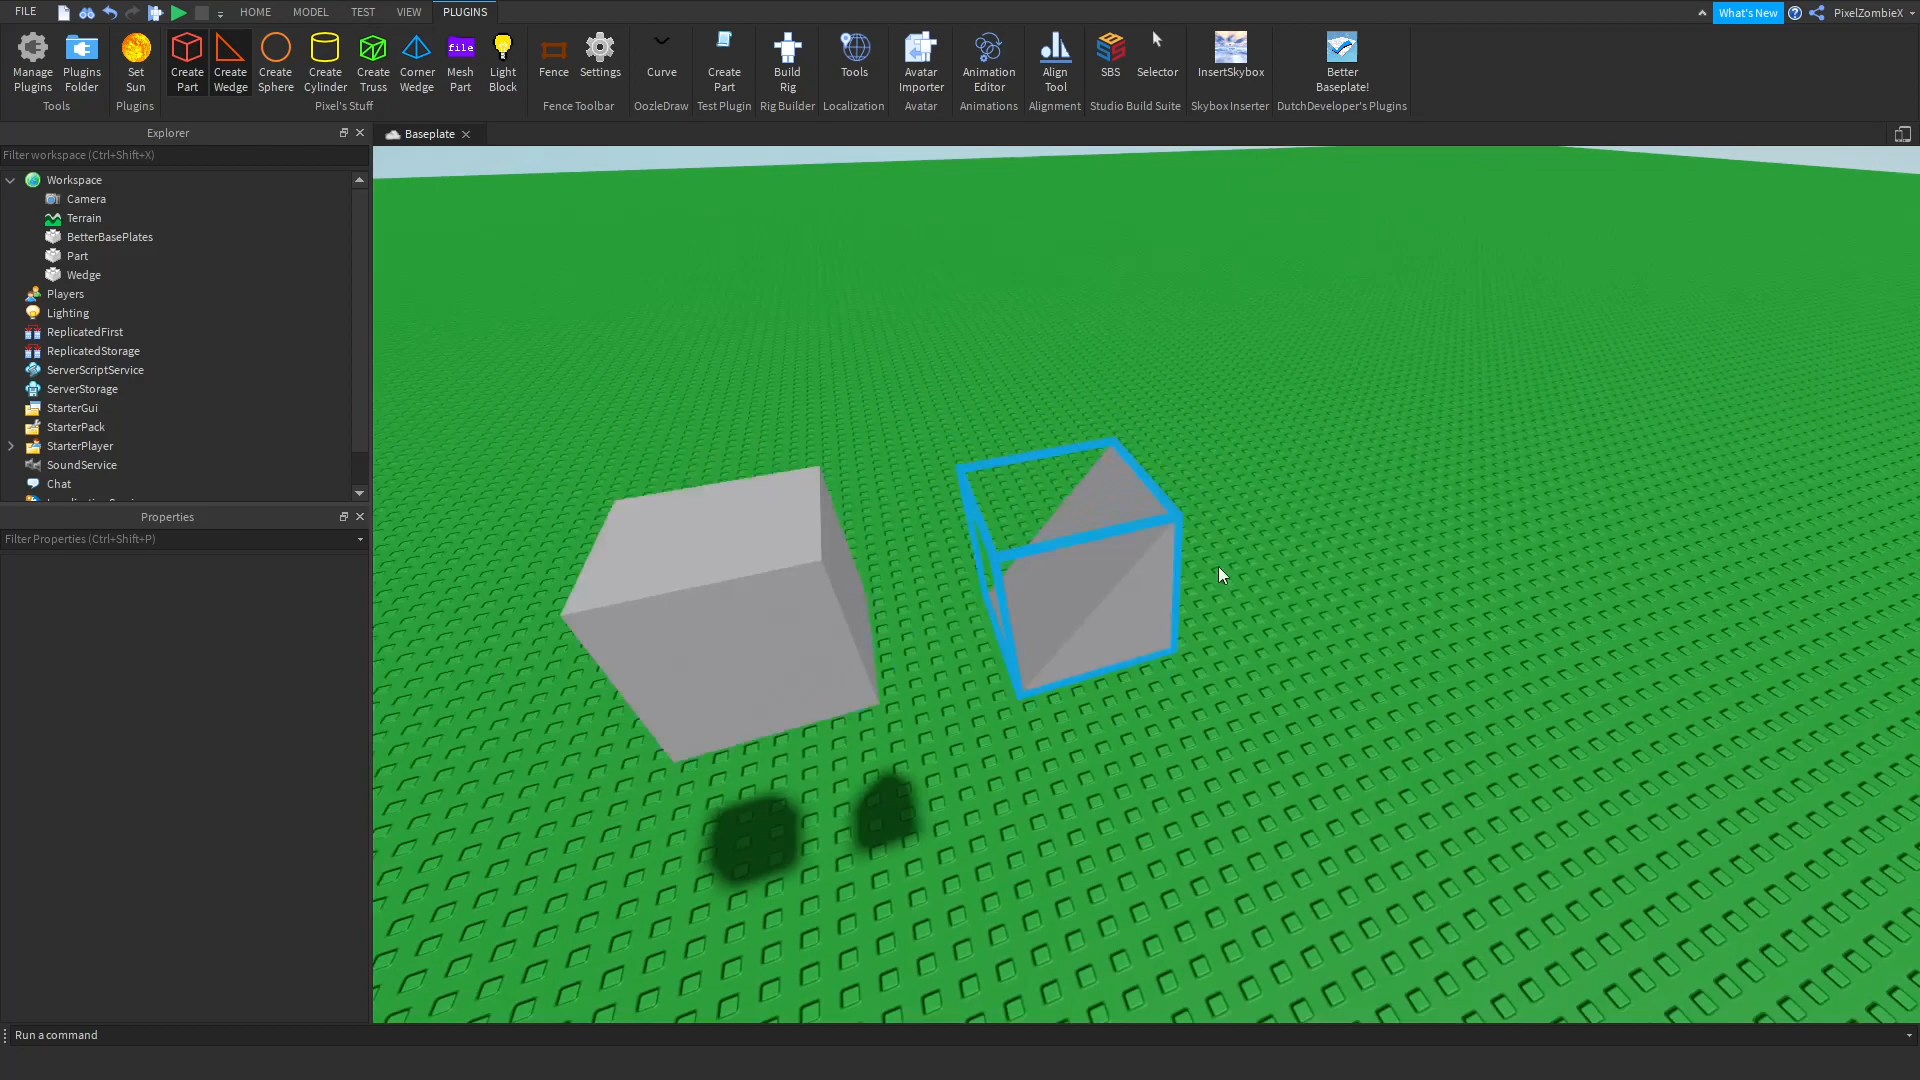 FILE HOME MODEL TEST VIEW PLUGINS What's New PixelZombieX
Manage Plugins Set Create Create Create Create Create Corner Mesh Light Fence Settings Curve Create Build Tools Avatar Animation Align SBS Selector InsertSkybox Better
Plugins Folder Sun Part Wedge Sphere Cylinder Truss Wedge Part Block Part Rig Importer Editor Tool Baseplate!
file
Tools Plugins Pixel's Stuff Fence Toolbar OozleDraw Test Plugin Rig Builder Localization Avatar Animations Alignment Studio Build Suite Skybox Inserter DutchDeveloper's Plugins
Explorer
Baseplate
Filter workspace (Ctrl+Shift+X)
Workspace
Camera
Terrain
BetterBasePlates
Part
Wedge
Players
Lighting
ReplicatedFirst
ReplicatedStorage
ServerScriptService
ServerStorage
StarterGui
StarterPack
StarterPlayer
SoundService
Chat
Properties
Filter Properties (Ctrl+Shift+P)
Run a command